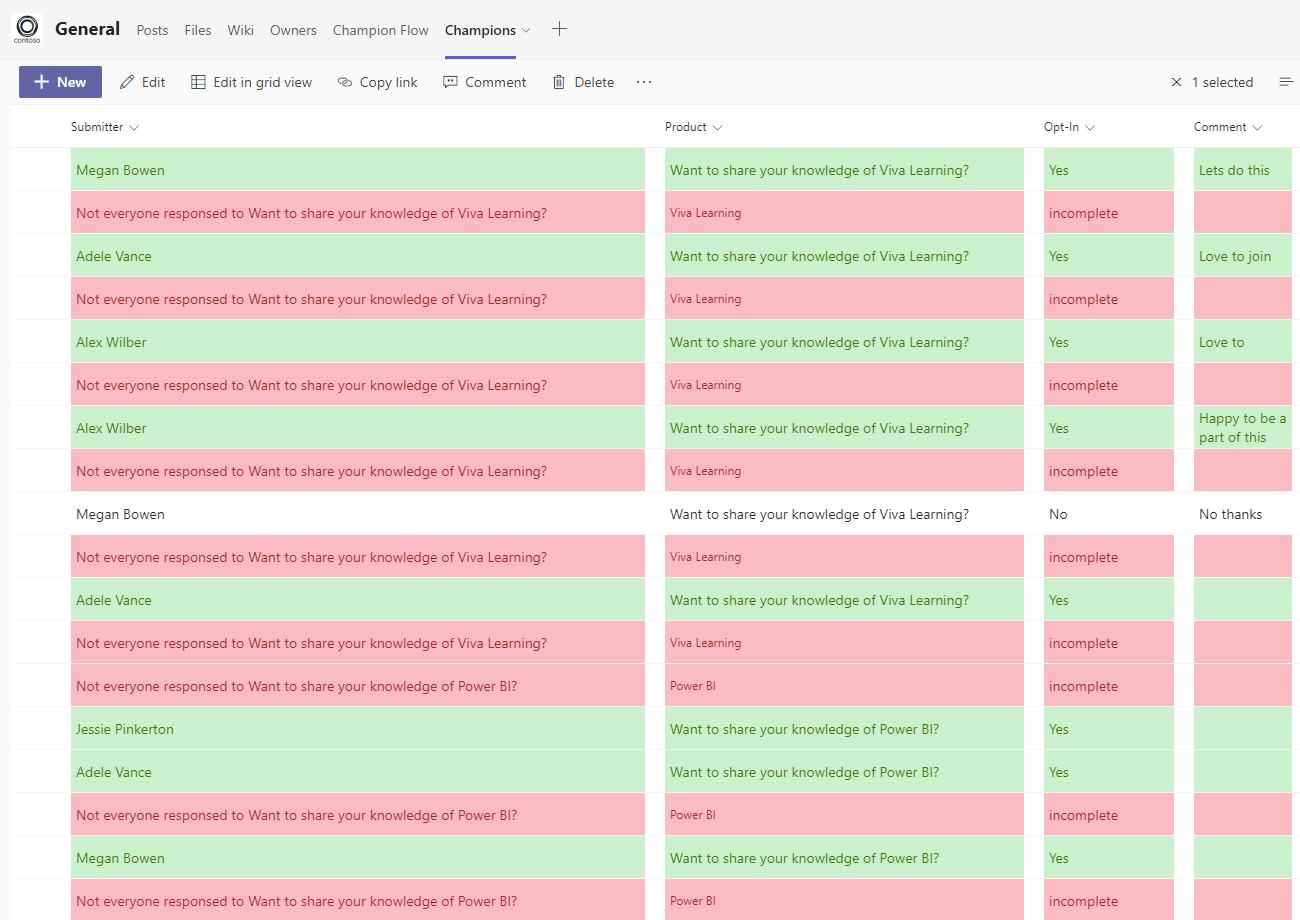 contoso
General Posts Files Wiki Owners Champion Flow Champions
New Edit Edit in grid view Copy link Comment Delete ... 1 selected
Submitter Product Opt-In Comment
Megan Bowen Want to share your knowledge of Viva Learning? Yes Lets do this
Not everyone responsed to Want to share your knowledge of Viva Learning? Viva Learning incomplete
Adele Vance Want to share your knowledge of Viva Learning? Yes Love to join
Not everyone responsed to Want to share your knowledge of Viva Learning? Viva Learning incomplete
Alex Wilber Want to share your knowledge of Viva Learning? Yes Love to
Not everyone responsed to Want to share your knowledge of Viva Learning? Viva Learning incomplete
Alex Wilber Want to share your knowledge of Viva Learning? Yes Happy to be a
part of this
Not everyone responsed to Want to share your knowledge of Viva Learning? Viva Learning incomplete
Megan Bowen Want to share your knowledge of Viva Learning? No No thanks
Not everyone responsed to Want to share your knowledge of Viva Learning? Viva Learning incomplete
Adele Vance Want to share your knowledge of Viva Learning? Yes
Not everyone responsed to Want to share your knowledge of Viva Learning? Viva Learning incomplete
Not everyone responsed to Want to share your knowledge of Power BI? Power BI incomplete
Jessie Pinkerton Want to share your knowledge of Power BI? Yes
Adele Vance Want to share your knowledge of Power BI? Yes
Not everyone responsed to Want to share your knowledge of Power BI? Power BI incomplete
Megan Bowen Want to share your knowledge of Power BI? Yes
Not everyone responsed to Want to share your knowledge of Power BI? Power BI incomplete